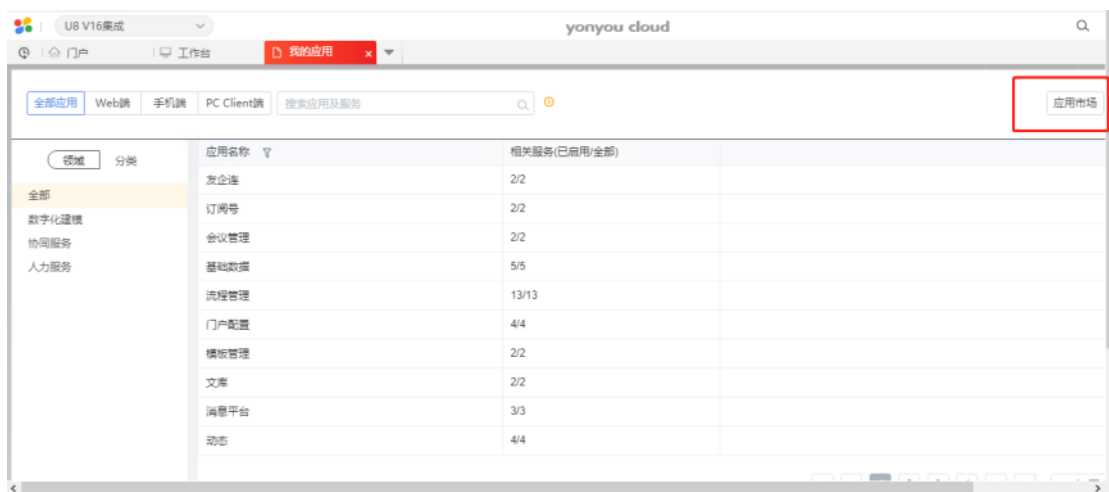 U8 V16集成
yonyou cloud
门户
工作台
我的应用
全部应用 Web端 手机端 PC Client端 搜索应用及服务
应用市场
领域 分类
全部
数字化建模
协同服务
人力服务
应用名称 相关服务(已启用/全部)
友企连 2/2
订阅号 2/2
会议管理 2/2
基础数据 5/5
流程管理 13/13
门户配置 4/4
模板管理 2/2
文库 2/2
消息平台 3/3
动态 4/4